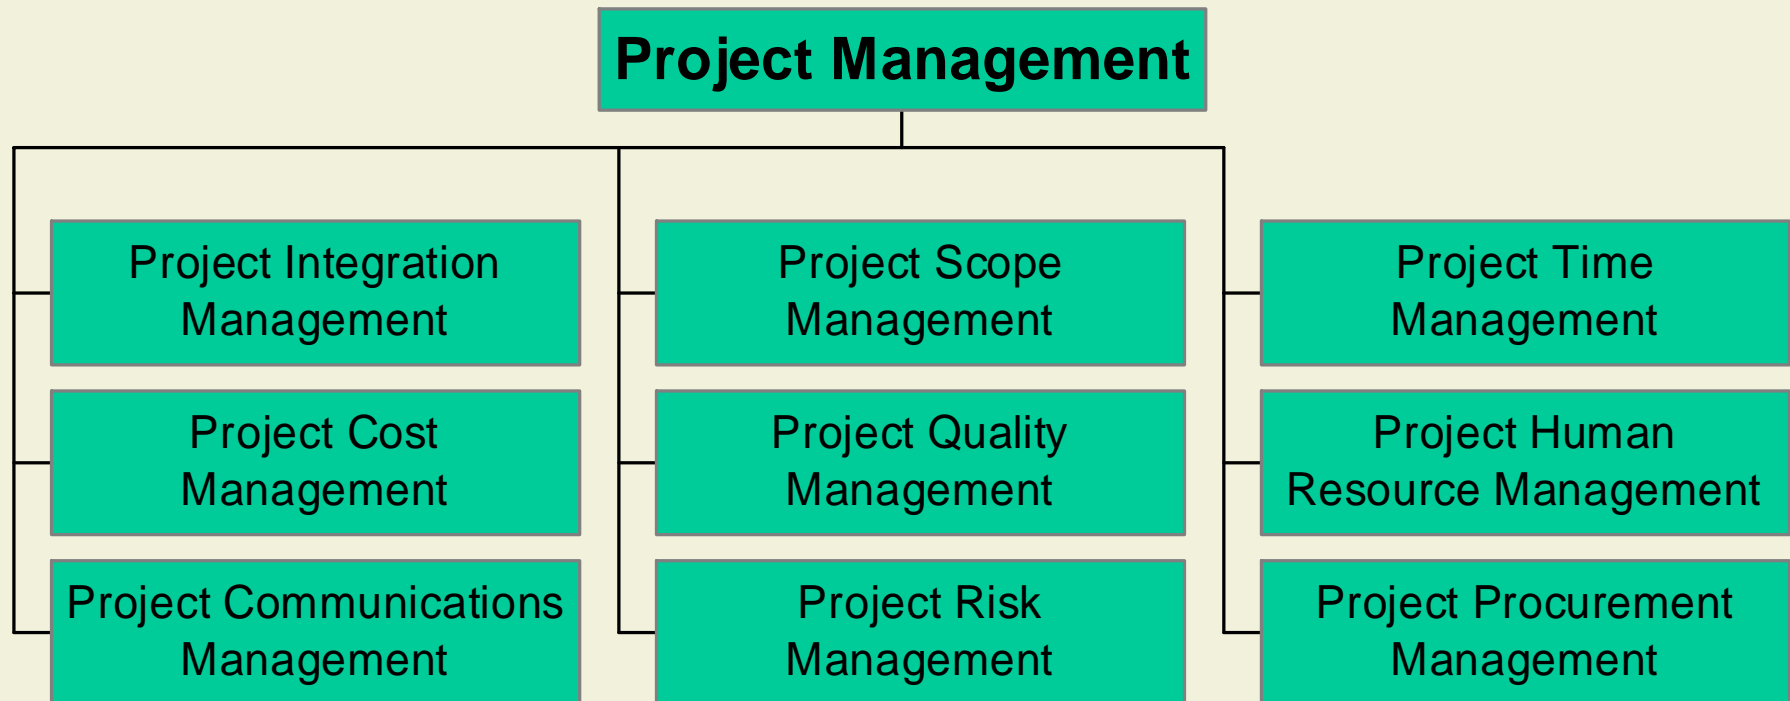 Project Management
Project Integration
Management
Project Scope
Management
Project Time
Management
Project Cost
Management
Project Quality
Management
Project Human
Resource Management
Project Communications
Management
Project Risk
Management
Project Procurement
Management